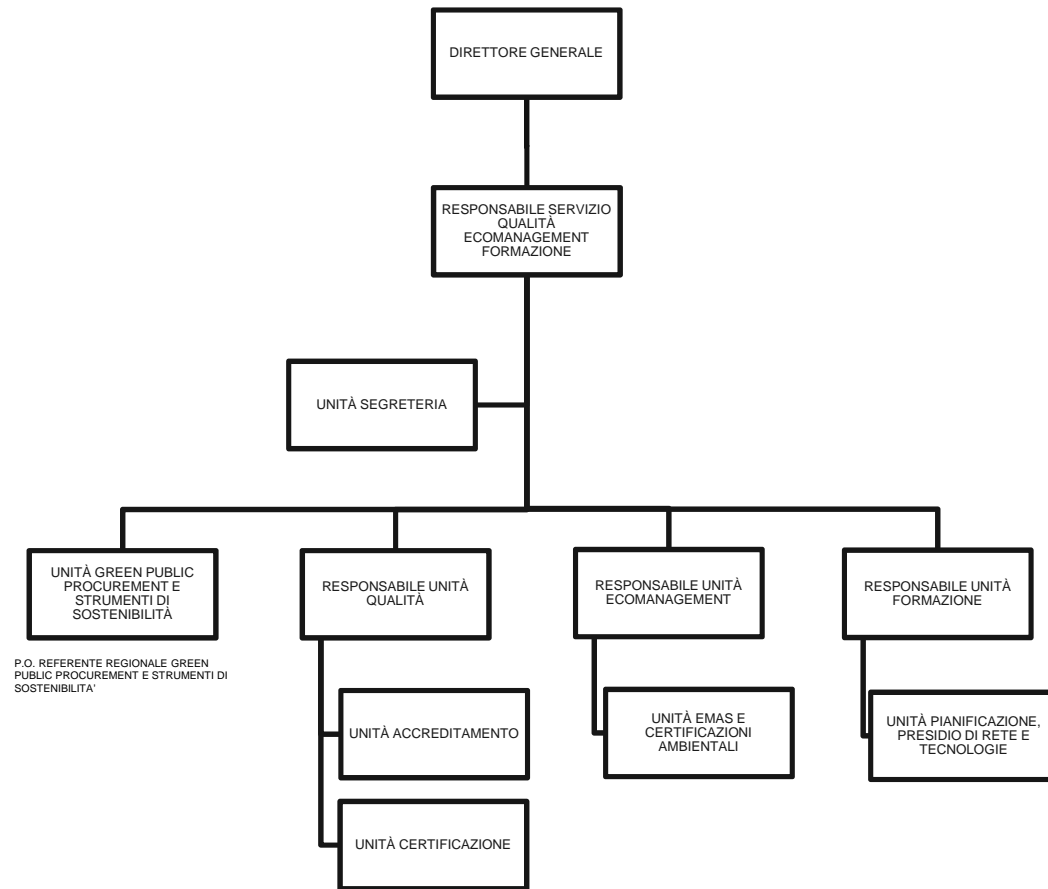 DIRETTORE GENERALE
RESPONSABILE SERVIZIO
QUALITÀ
ECOMANAGEMENT
FORMAZIONE
UNITÀ SEGRETERIA
UNITÀ GREEN PUBLIC
PROCUREMENT E
STRUMENTI DI
SOSTENIBILITÀ
P.O. REFERENTE REGIONALE GREEN
PUBLIC PROCUREMENT E STRUMENTI DI
SOSTENIBILITA'
RESPONSABILE UNITÀ
QUALITÀ
UNITÀ ACCREDITAMENTO
UNITÀ CERTIFICAZIONE
RESPONSABILE UNITÀ
ECOMANAGEMENT
UNITÀ EMAS E
CERTIFICAZIONI
AMBIENTALI
RESPONSABILE UNITÀ
FORMAZIONE
UNITÀ PIANIFICAZIONE,
PRESIDIO DI RETE E
TECNOLOGIE